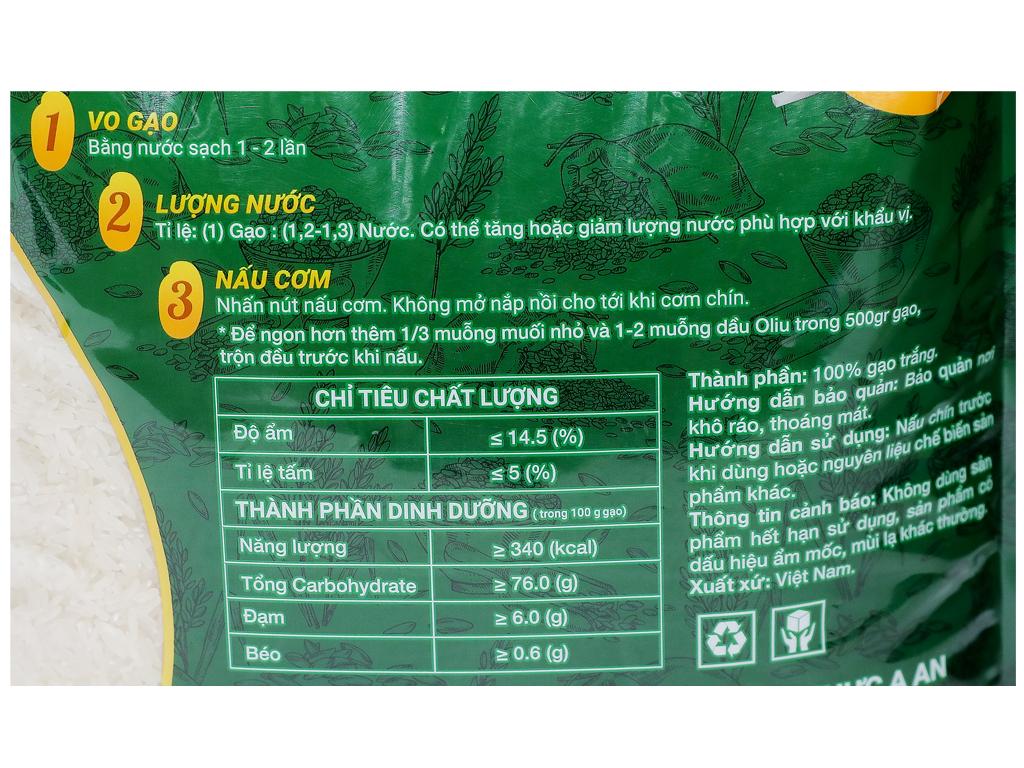 1 VO GẠO
Bằng nước sạch 1 - 2 lần
2 LƯỢNG NƯỚC
Tỉ lệ: (1) Gạo : (1,2-1,3) Nước. Có thể tăng hoặc giảm lượng nước phù hợp với khẩu vị.
3 NẤU CƠM
Nhấn nút nấu cơm. Không mở nắp nồi cho tới khi cơm chín.
* Để ngon hơn thêm 1/3 muỗng muối nhỏ và 1-2 muỗng dầu Oliu trong 500gr gạo,
trộn đều trước khi nấu.
CHỈ TIÊU CHẤT LƯỢNG
Độ ẩm ≤ 14.5 (%)
Tỉ lệ tấm ≤ 5 (%)
THÀNH PHẦN DINH DƯỠNG ( trong 100 g gạo)
Năng lượng ≥ 340 (kcal)
Tổng Carbohydrate ≥ 76.0 (g)
Đạm ≥ 6.0 (g)
Béo ≥ 0.6 (g)
Thành phần: 100% gạo trắng.
Hướng dẫn bảo quản: Bảo quản nơi
khô ráo, thoáng mát.
Hướng dẫn sử dụng: Nấu chín trước
khi dùng hoặc nguyên liệu chế biến sản
phẩm khác.
Thông tin cảnh báo: Không dùng sản
phẩm hết hạn sử dụng, sản phẩm có
dấu hiệu ẩm mốc, mùi lạ khác thường.
Xuất xứ: Việt Nam.
A AN